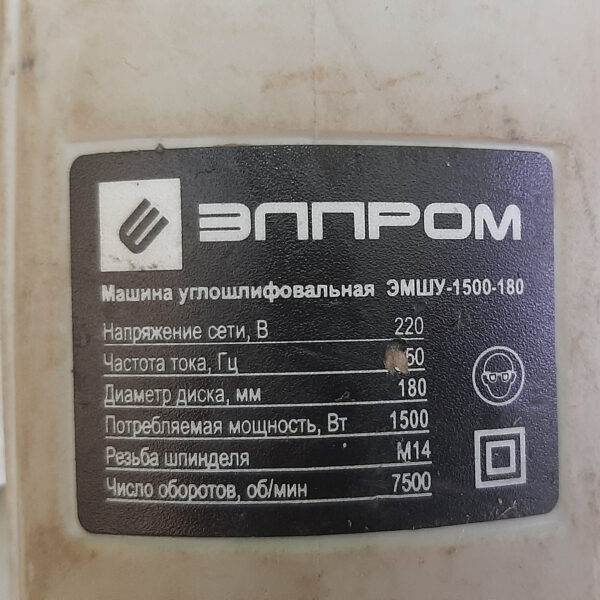 ЭЛПРОМ
Машина углошлифовальная ЭМШУ-1500-180
Напряжение сети, В 220
Частота тока, Гц 50
Диаметр диска, мм 180
Потребляемая мощность, Вт 1500
Резьба шпинделя М14
Число оборотов, об/мин 7500